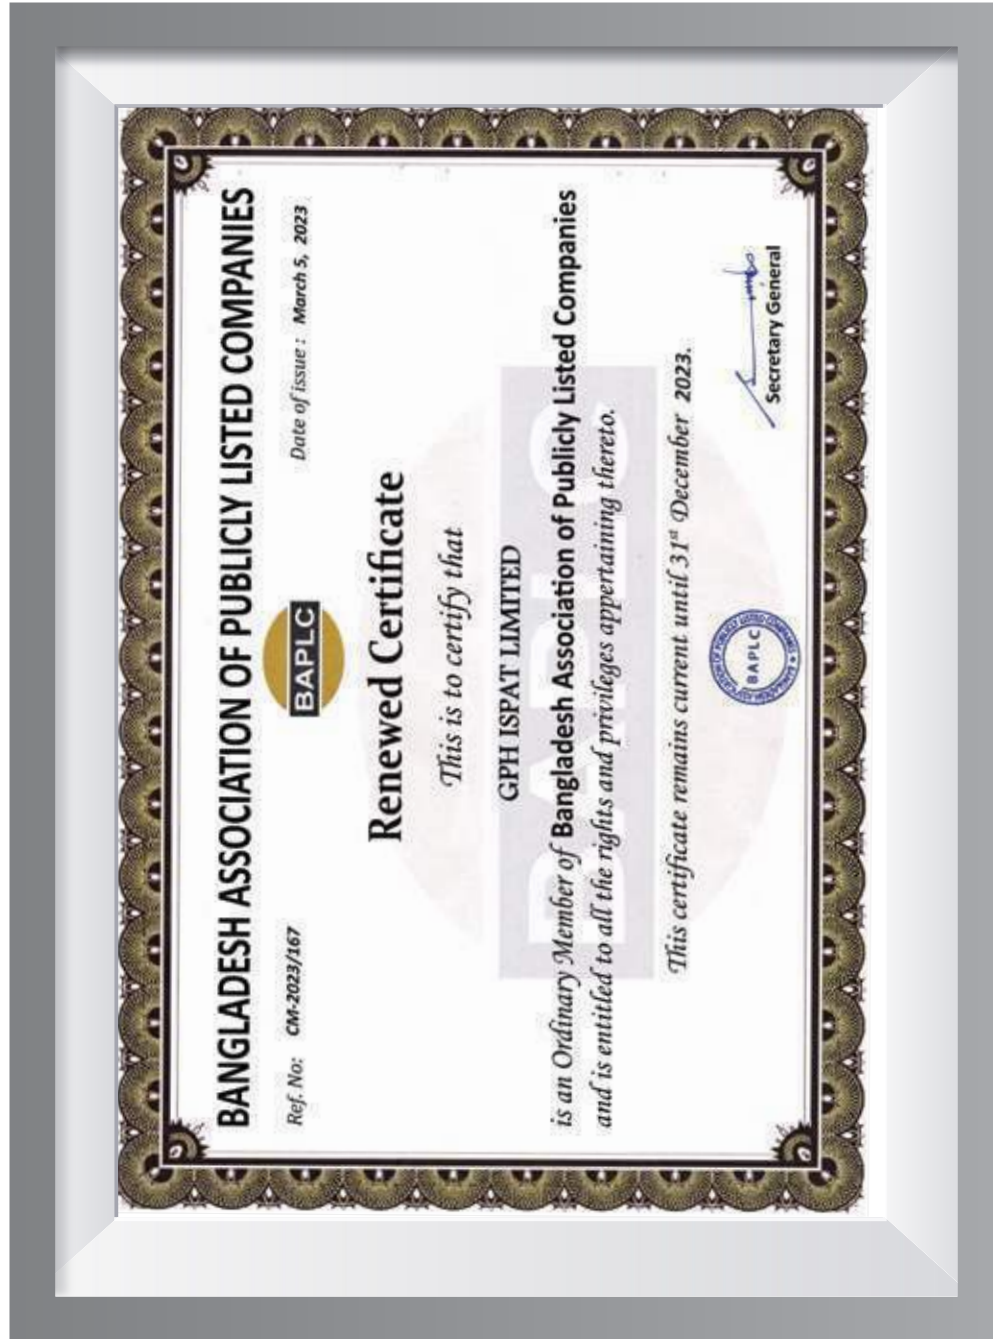 BANGLADESH ASSOCIATION OF PUBLICLY LISTED COMPANIES
Ref. No: CM-2023/167
BAPLC
Date of issue : March 5, 2023
Renewed Certificate
This is to certify that
GPH ISPAT LIMITED
is an Ordinary Member of Bangladesh Association of Publicly Listed Companies
and is entitled to all the rights and privileges appertaining thereto.
This certificate remains current until 31st December 2023.
BAPLC
Secretary General